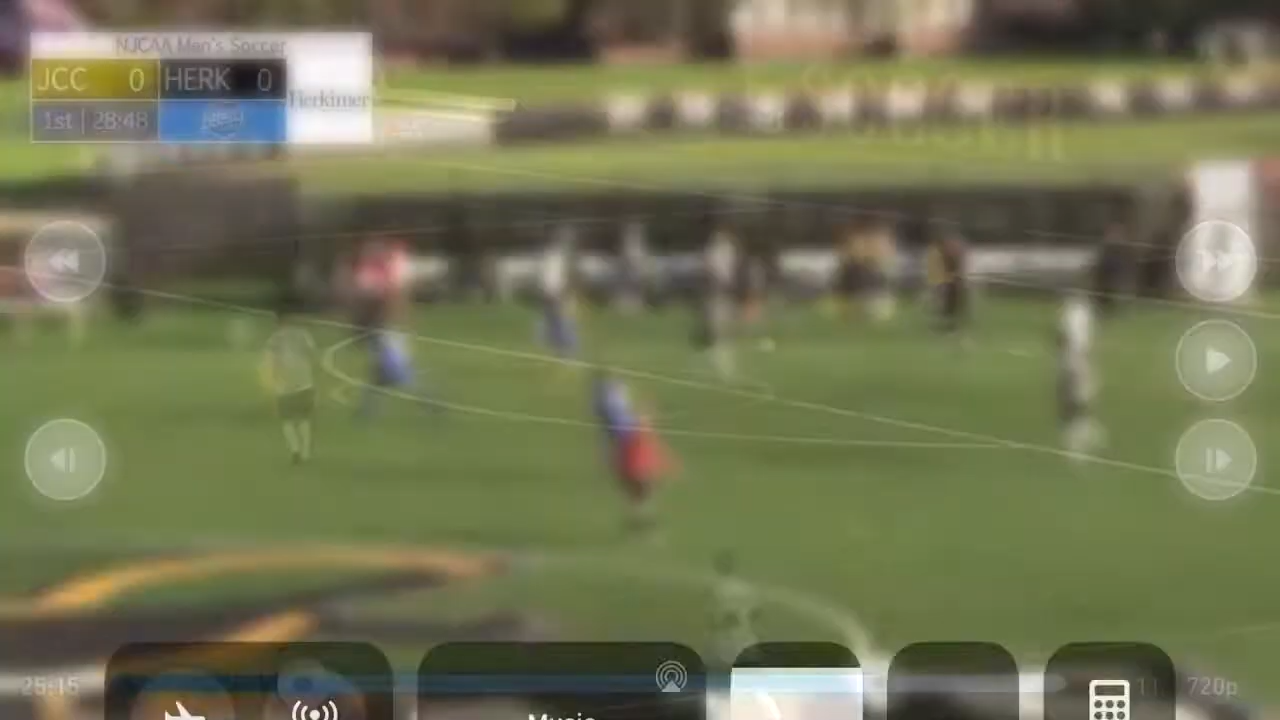 NJCAA Men's Soccer
JCC 0 HERK 0
Herkimer
1st | 28:48
25:15
720p
Music